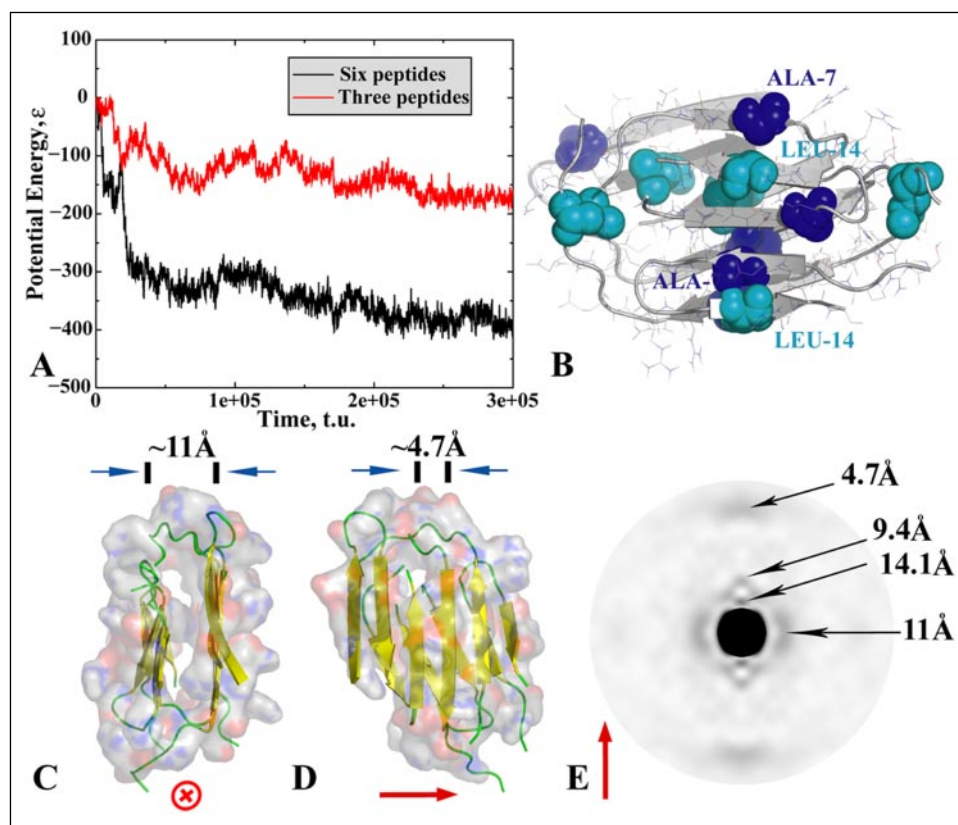 100
0
−100
−200
−300
−400
−500
Potential Energy, ε
Six peptides
Three peptides
0
1e+05
2e+05
3e+05
Time, t.u.
A
ALA-7
LEU-14
ALA-
LEU-14
B
~11Å
C
~4.7Å
D
4.7Å
9.4Å
14.1Å
11Å
E